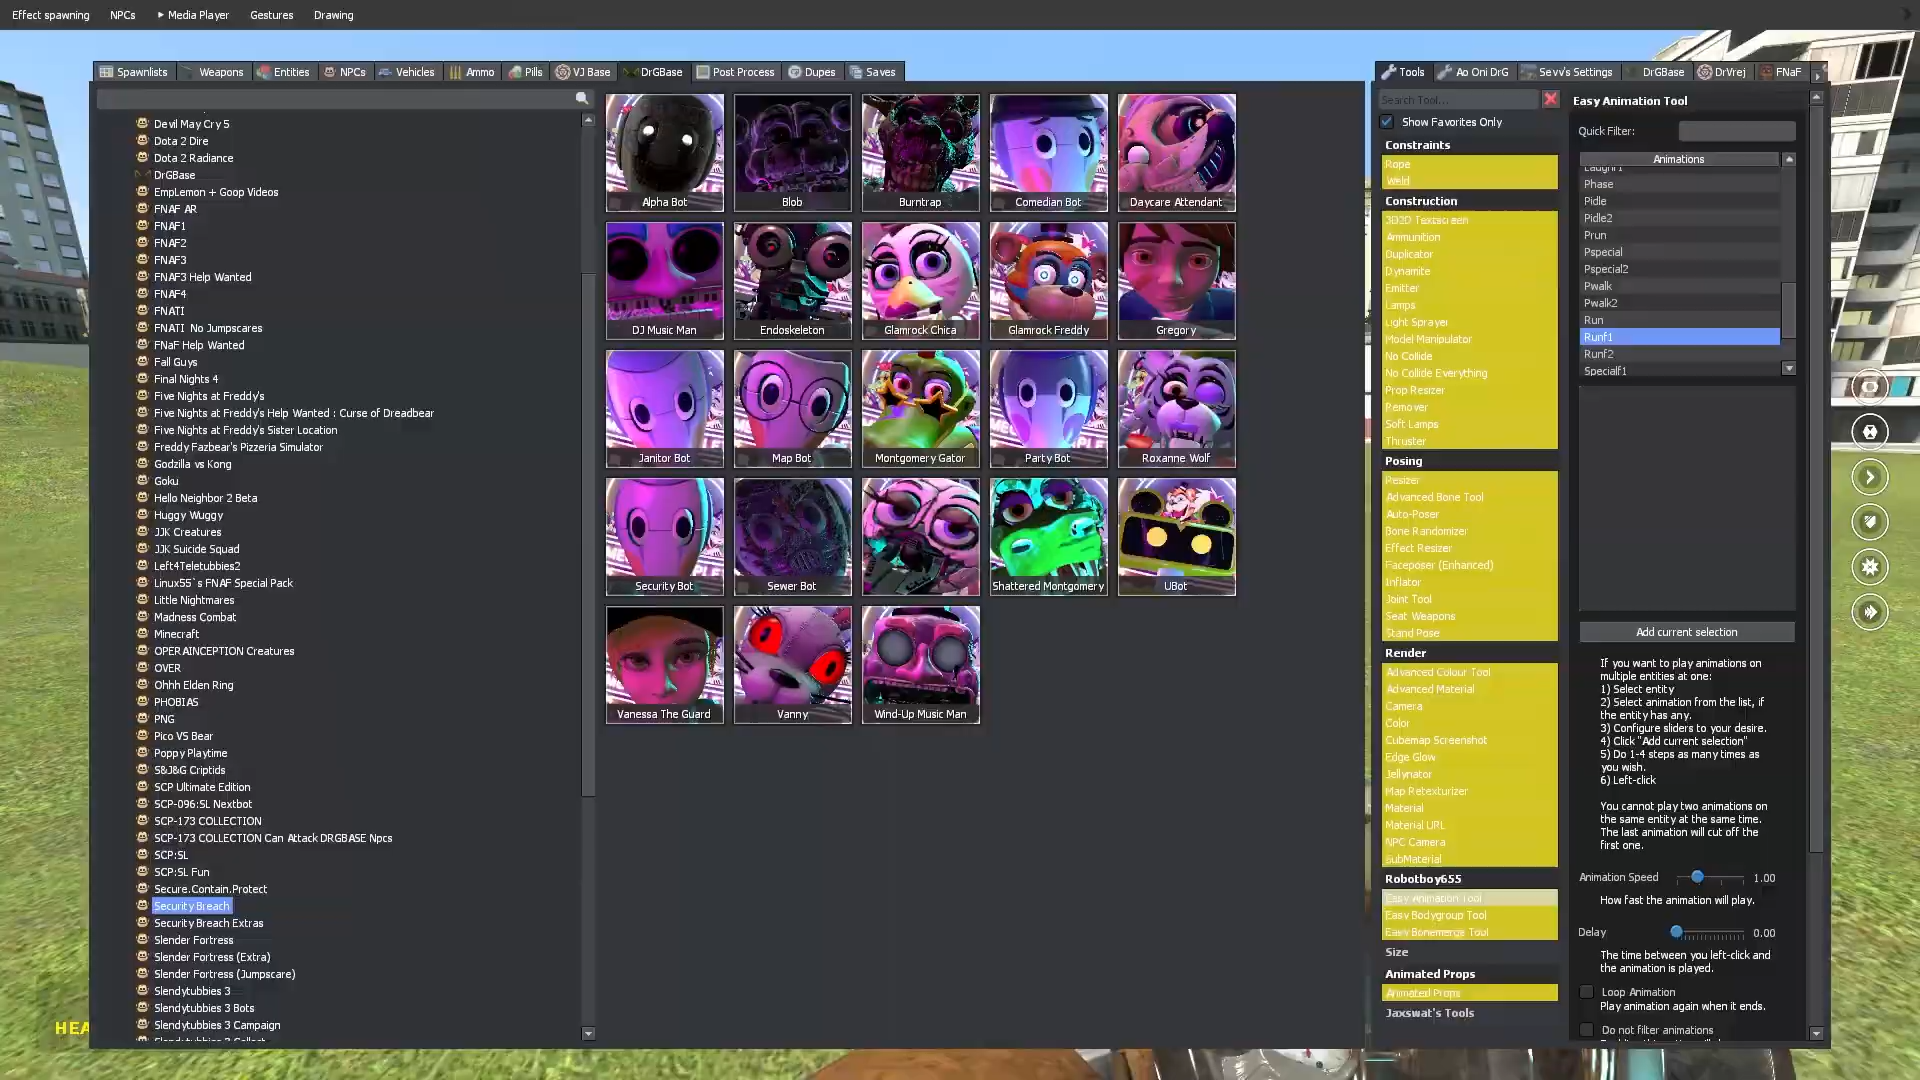 Effect spawning NPCs ▸ Media Player Gestures Drawing
Spawnlists Weapons Entities NPCs Vehicles Ammo Pills VJ Base DrGBase Post Process Dupes Saves
Devil May Cry 5
Dota 2 Dire
Dota 2 Radiance
DrGBase
EmpLemon + Goop Videos
FNAF AR
FNAF1
FNAF2
FNAF3
FNAF3 Help Wanted
FNAF4
FNATI
FNATI No Jumpscares
FNaF Help Wanted
Fall Guys
Final Nights 4
Five Nights at Freddy's
Five Nights at Freddy's Help Wanted : Curse of Dreadbear
Five Nights at Freddy's Sister Location
Freddy Fazbear's Pizzeria Simulator
Godzilla vs Kong
Goku
Hello Neighbor 2 Beta
Huggy Wuggy
JJK Creatures
JJK Suicide Squad
Left4Teletubbies2
Linux55`s FNAF Special Pack
Little Nightmares
Madness Combat
Minecraft
OPERAINCEPTION Creatures
OVER
Ohhh Elden Ring
PHOBIAS
PNG
Pico VS Bear
Poppy Playtime
S&J&G Criptids
SCP Ultimate Edition
SCP-096:SL Nextbot
SCP-173 COLLECTION
SCP-173 COLLECTION Can Attack DRGBASE Npcs
SCP:SL
SCP:SL Fun
Secure.Contain.Protect
Security Breach
Security Breach Extras
Slender Fortress
Slender Fortress (Extra)
Slender Fortress (Jumpscare)
Slendytubbies 3
Slendytubbies 3 Bots
Slendytubbies 3 Campaign
HEA
Alpha Bot Blob Burntrap Comedian Bot Daycare Attendant
DJ Music Man Endoskeleton Glamrock Chica Glamrock Freddy Gregory
Janitor Bot Map Bot Montgomery Gator Party Bot Roxanne Wolf
Security Bot Sewer Bot Shattered Montgomery UBot
Vanessa The Guard Vanny Wind-Up Music Man
Tools Ao Oni DrG Sevv's Settings DrGBase DrVrej FNaF
Search Tool...
Show Favorites Only
Constraints
Rope
Weld
Construction
3D2D Textscreen
Ammunition
Duplicator
Dynamite
Emitter
Lamps
Light Sprayer
Model Manipulator
No Collide
No Collide Everything
Prop Resizer
Remover
Soft Lamps
Thruster
Posing
Resizer
Advanced Bone Tool
Auto-Poser
Bone Randomizer
Effect Resizer
Faceposer (Enhanced)
Inflator
Joint Tool
Seat Weapons
Stand Pose
Render
Advanced Colour Tool
Advanced Material
Camera
Color
Cubemap Screenshot
Edge Glow
Jellynator
Map Retexturizer
Material
Material URL
NPC Camera
SubMaterial
Robotboy655
Easy Animation Tool
Easy Bodygroup Tool
Easy Bonemerge Tool
Size
Animated Props
Animated Props
Jaxswat's Tools
Easy Animation Tool
Quick Filter:
Animations
Laughf1
Phase
Pidle
Pidle2
Prun
Pspecial
Pspecial2
Pwalk
Pwalk2
Run
Runf1
Runf2
Specialf1
Add current selection
If you want to play animations on
multiple entities at one:
1) Select entity
2) Select animation from the list, if
the entity has any.
3) Configure sliders to your desire.
4) Click "Add current selection"
5) Do 1-4 steps as many times as
you wish.
6) Left-click
You cannot play two animations on
the same entity at the same time.
The last animation will cut off the
first one.
Animation Speed 1.00
How fast the animation will play.
Delay 0.00
The time between you left-click and
the animation is played.
Loop Animation
Play animation again when it ends.
Do not filter animations